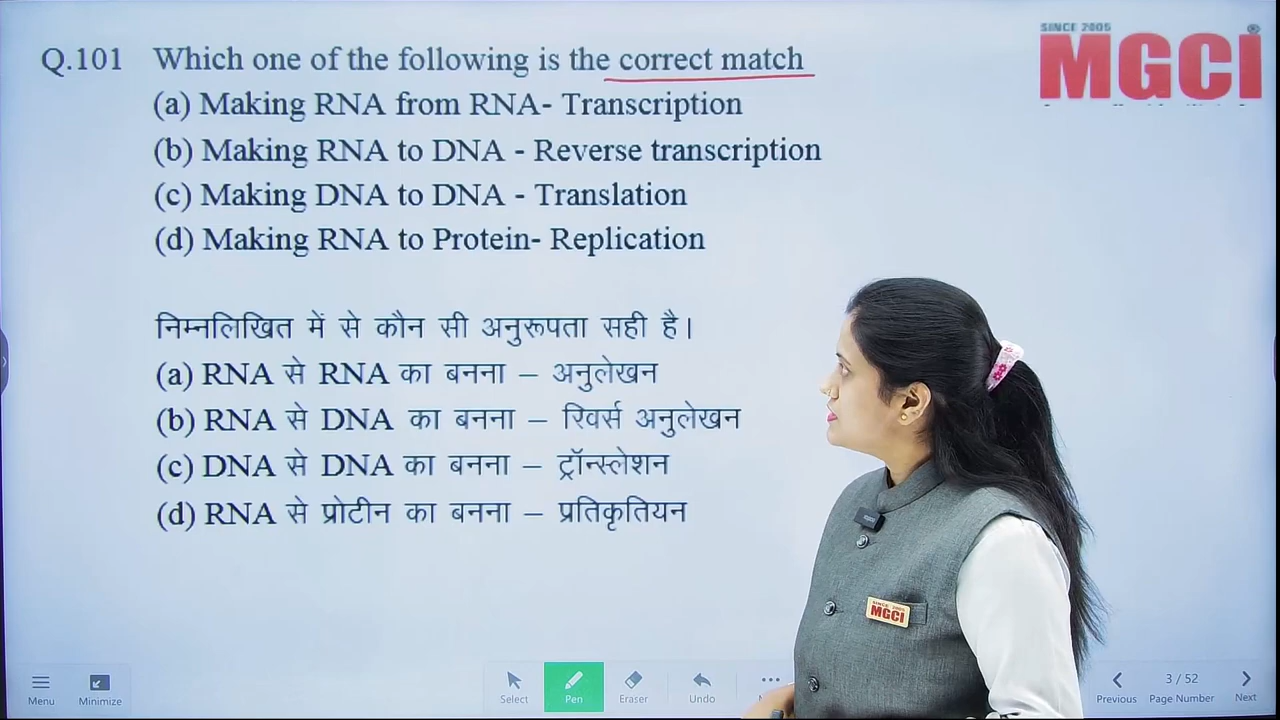 SINCE 2005
MGCI
®
Q.101 Which one of the following is the correct match
(a) Making RNA from RNA- Transcription
(b) Making RNA to DNA - Reverse transcription
(c) Making DNA to DNA - Translation
(d) Making RNA to Protein- Replication
निम्नलिखित में से कौन सी अनुरूपता सही है।
(a) RNA से RNA का बनना – अनुलेखन
(b) RNA से DNA का बनना – रिवर्स अनुलेखन
(c) DNA से DNA का बनना – ट्रॉन्स्लेशन
(d) RNA से प्रोटीन का बनना – प्रतिकृतियन
SINCE 2005
MGCI
Menu Minimize Select Pen Eraser Undo Previous 3 / 52 Page Number Next